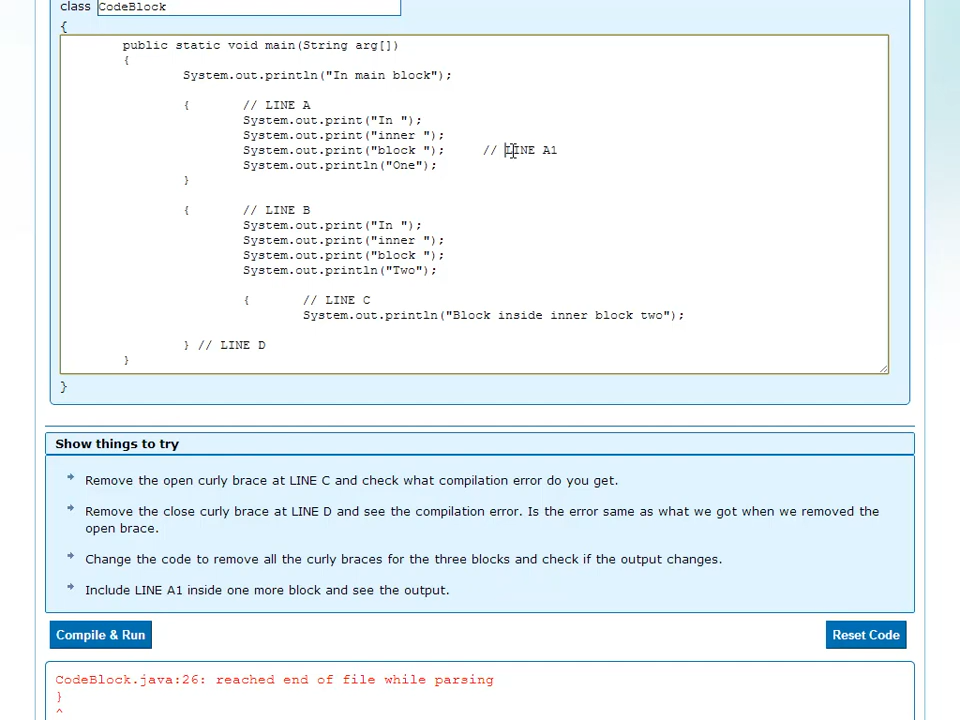 class CodeBlock
{
public static void main(String arg[])
{
System.out.println("In main block");
{ // LINE A
System.out.print("In ");
System.out.print("inner ");
System.out.print("block "); // LINE A1
System.out.println("One");
}
{ // LINE B
System.out.print("In ");
System.out.print("inner ");
System.out.print("block ");
System.out.println("Two");
{ // LINE C
System.out.println("Block inside inner block two");
} // LINE D
}
}
Show things to try
Remove the open curly brace at LINE C and check what compilation error do you get.
Remove the close curly brace at LINE D and see the compilation error. Is the error same as what we got when we removed the
open brace.
Change the code to remove all the curly braces for the three blocks and check if the output changes.
Include LINE A1 inside one more block and see the output.
Compile & Run
Reset Code
CodeBlock.java:26: reached end of file while parsing
}
^